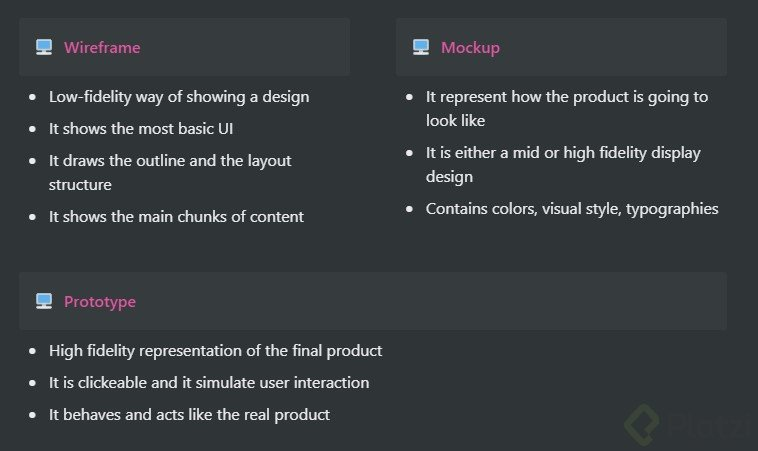 Wireframe
• Low-fidelity way of showing a design
• It shows the most basic UI
• It draws the outline and the layout
structure
• It shows the main chunks of content
Mockup
• It represent how the product is going to
look like
• It is either a mid or high fidelity display
design
• Contains colors, visual style, typographies
Prototype
• High fidelity representation of the final product
• It is clickeable and it simulate user interaction
• It behaves and acts like the real product
Platzi